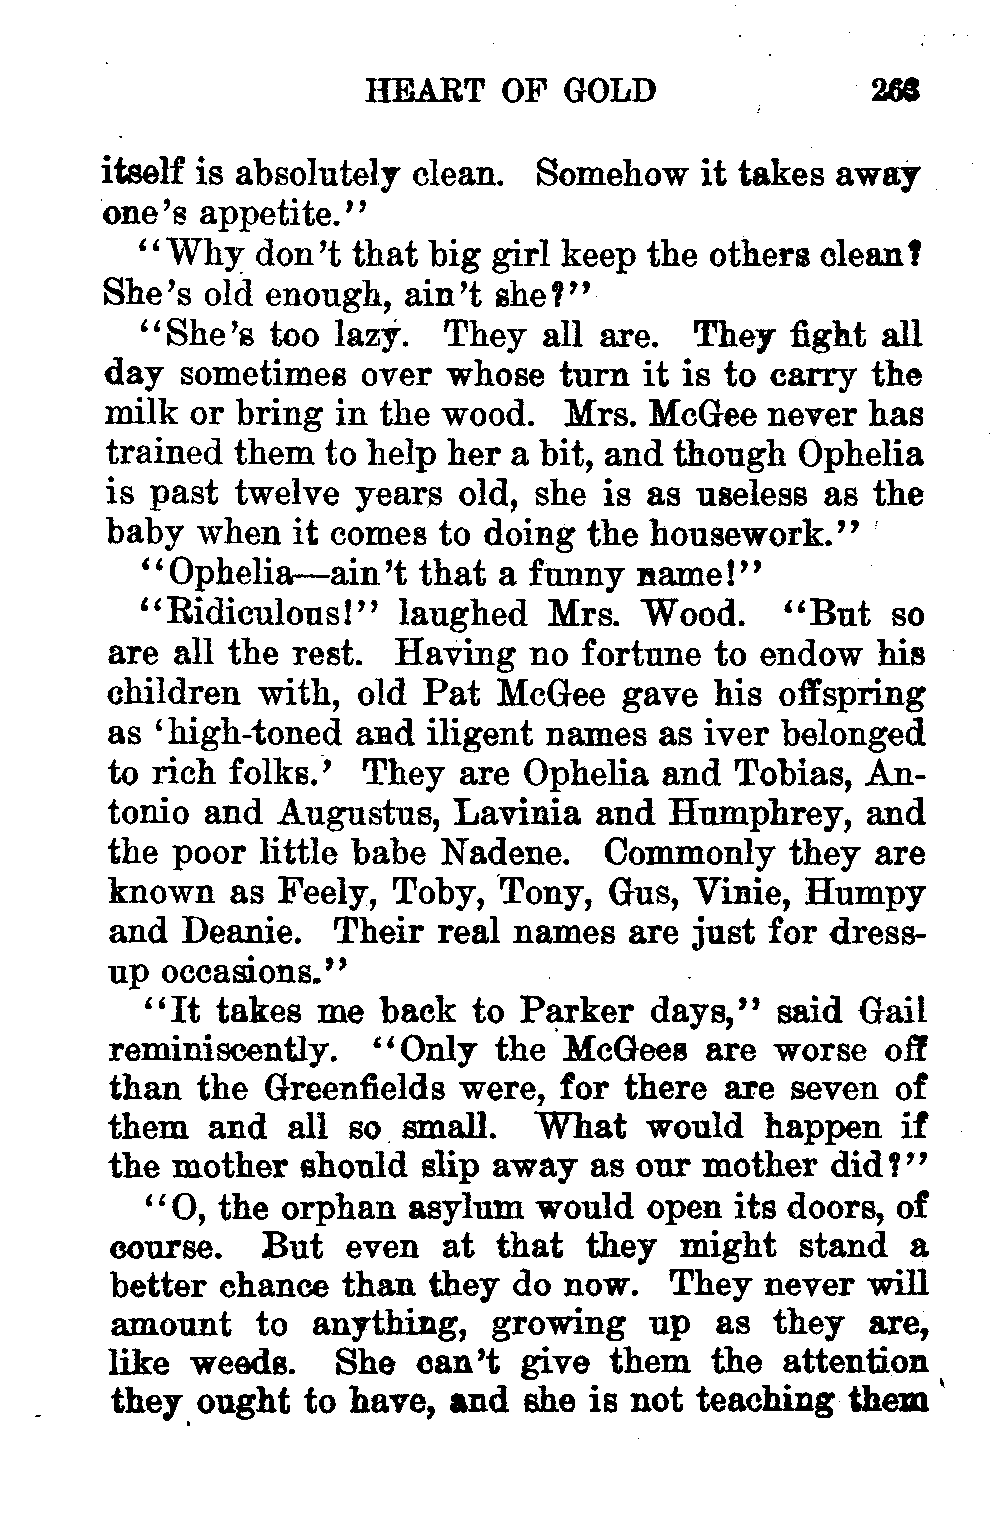 HEART OF GOLD 263
itself is absolutely clean. Somehow it takes away
one's appetite."
"Why don't that big girl keep the others clean?
She's old enough, ain't she?"
"She's too lazy. They all are. They fight all
day sometimes over whose turn it is to carry the
milk or bring in the wood. Mrs. McGee never has
trained them to help her a bit, and though Ophelia
is past twelve years old, she is as useless as the
baby when it comes to doing the housework."
"Ophelia—ain't that a funny name!"
"Ridiculous!" laughed Mrs. Wood. "But so
are all the rest. Having no fortune to endow his
children with, old Pat McGee gave his offspring
as 'high-toned and iligent names as iver belonged
to rich folks.' They are Ophelia and Tobias, An-
tonio and Augustus, Lavinia and Humphrey, and
the poor little babe Nadene. Commonly they are
known as Feely, Toby, Tony, Gus, Vinie, Humpy
and Deanie. Their real names are just for dress-
up occasions."
"It takes me back to Parker days," said Gail
reminiscently. "Only the McGees are worse off
than the Greenfields were, for there are seven of
them and all so small. What would happen if
the mother should slip away as our mother did?"
"O, the orphan asylum would open its doors, of
course. But even at that they might stand a
better chance than they do now. They never will
amount to anything, growing up as they are,
like weeds. She can't give them the attention
they ought to have, and she is not teaching them